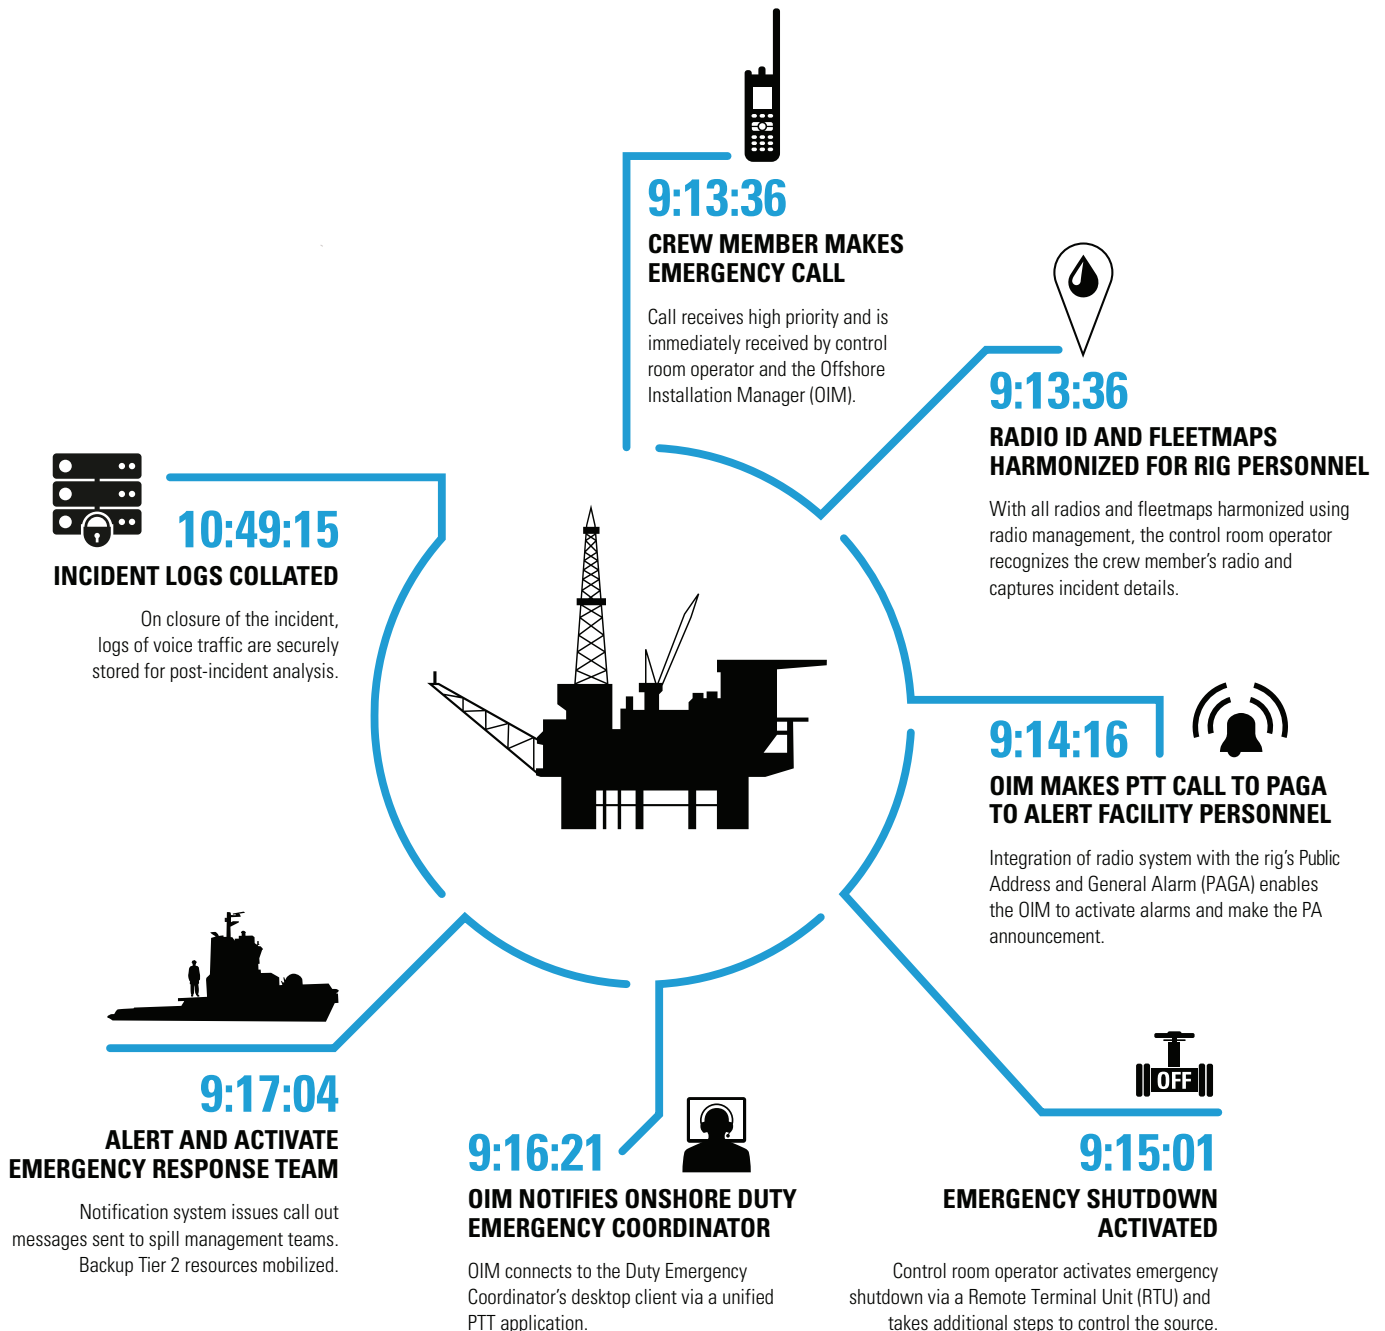 9:13:36
CREW MEMBER MAKES
EMERGENCY CALL
Call receives high priority and is
immediately received by control
room operator and the Offshore
Installation Manager (OIM).
9:13:36
RADIO ID AND FLEETMAPS
HARMONIZED FOR RIG PERSONNEL
With all radios and fleetmaps harmonized using
radio management, the control room operator
recognizes the crew member's radio and
captures incident details.
9:14:16
OIM MAKES PTT CALL TO PAGA
TO ALERT FACILITY PERSONNEL
Integration of radio system with the rig's Public
Address and General Alarm (PAGA) enables
the OIM to activate alarms and make the PA
announcement.
OFF
9:15:01
EMERGENCY SHUTDOWN
ACTIVATED
Control room operator activates emergency
shutdown via a Remote Terminal Unit (RTU) and
takes additional steps to control the source.
9:16:21
OIM NOTIFIES ONSHORE DUTY
EMERGENCY COORDINATOR
OIM connects to the Duty Emergency
Coordinator's desktop client via a unified
PTT application.
9:17:04
ALERT AND ACTIVATE
EMERGENCY RESPONSE TEAM
Notification system issues call out
messages sent to spill management teams.
Backup Tier 2 resources mobilized.
10:49:15
INCIDENT LOGS COLLATED
On closure of the incident,
logs of voice traffic are securely
stored for post-incident analysis.